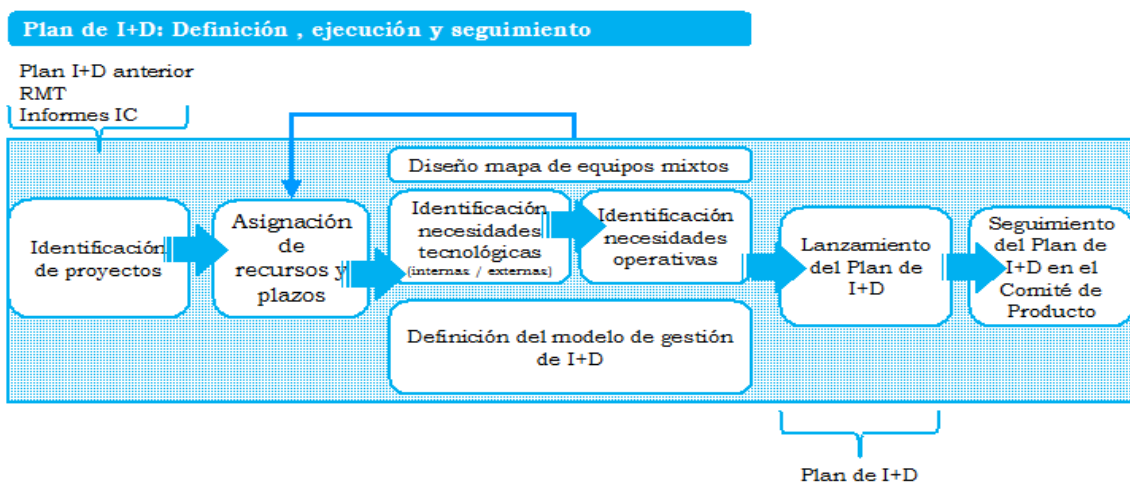 Plan de I+D: Definición , ejecución y seguimiento
Plan I+D anterior
RMT
Informes IC
Diseño mapa de equipos mixtos
Identificación
de proyectos
Asignación
de
recursos y
plazos
Identificación
necesidades
tecnológicas
(internas / externas)
Identificación
necesidades
operativas
Definición del modelo de gestión
de I+D
Lanzamiento
del Plan de
I+D
Seguimiento
del Plan de
I+D en el
Comité de
Producto
Plan de I+D